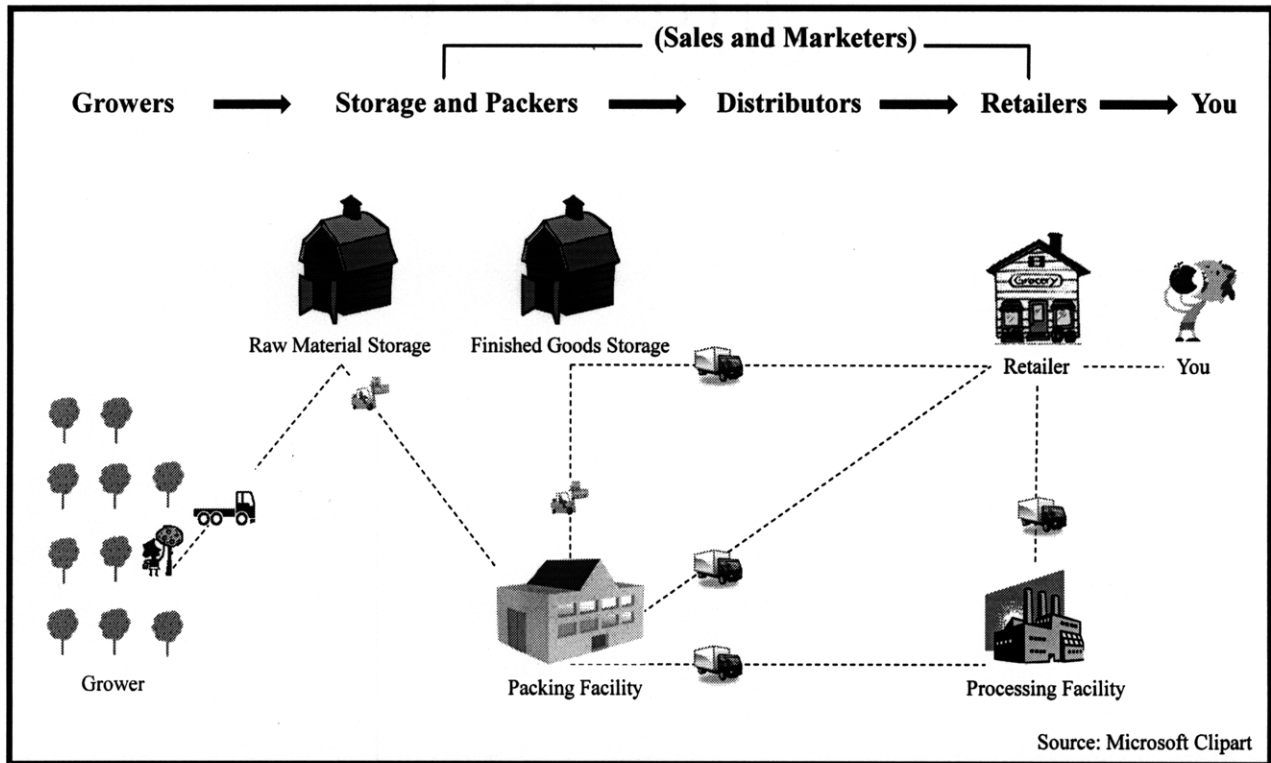 (Sales and Marketers)
Growers Storage and Packers Distributors Retailers You
Grocery
Raw Material Storage Finished Goods Storage
Retailer You
Grower
Packing Facility Processing Facility
Source: Microsoft Clipart